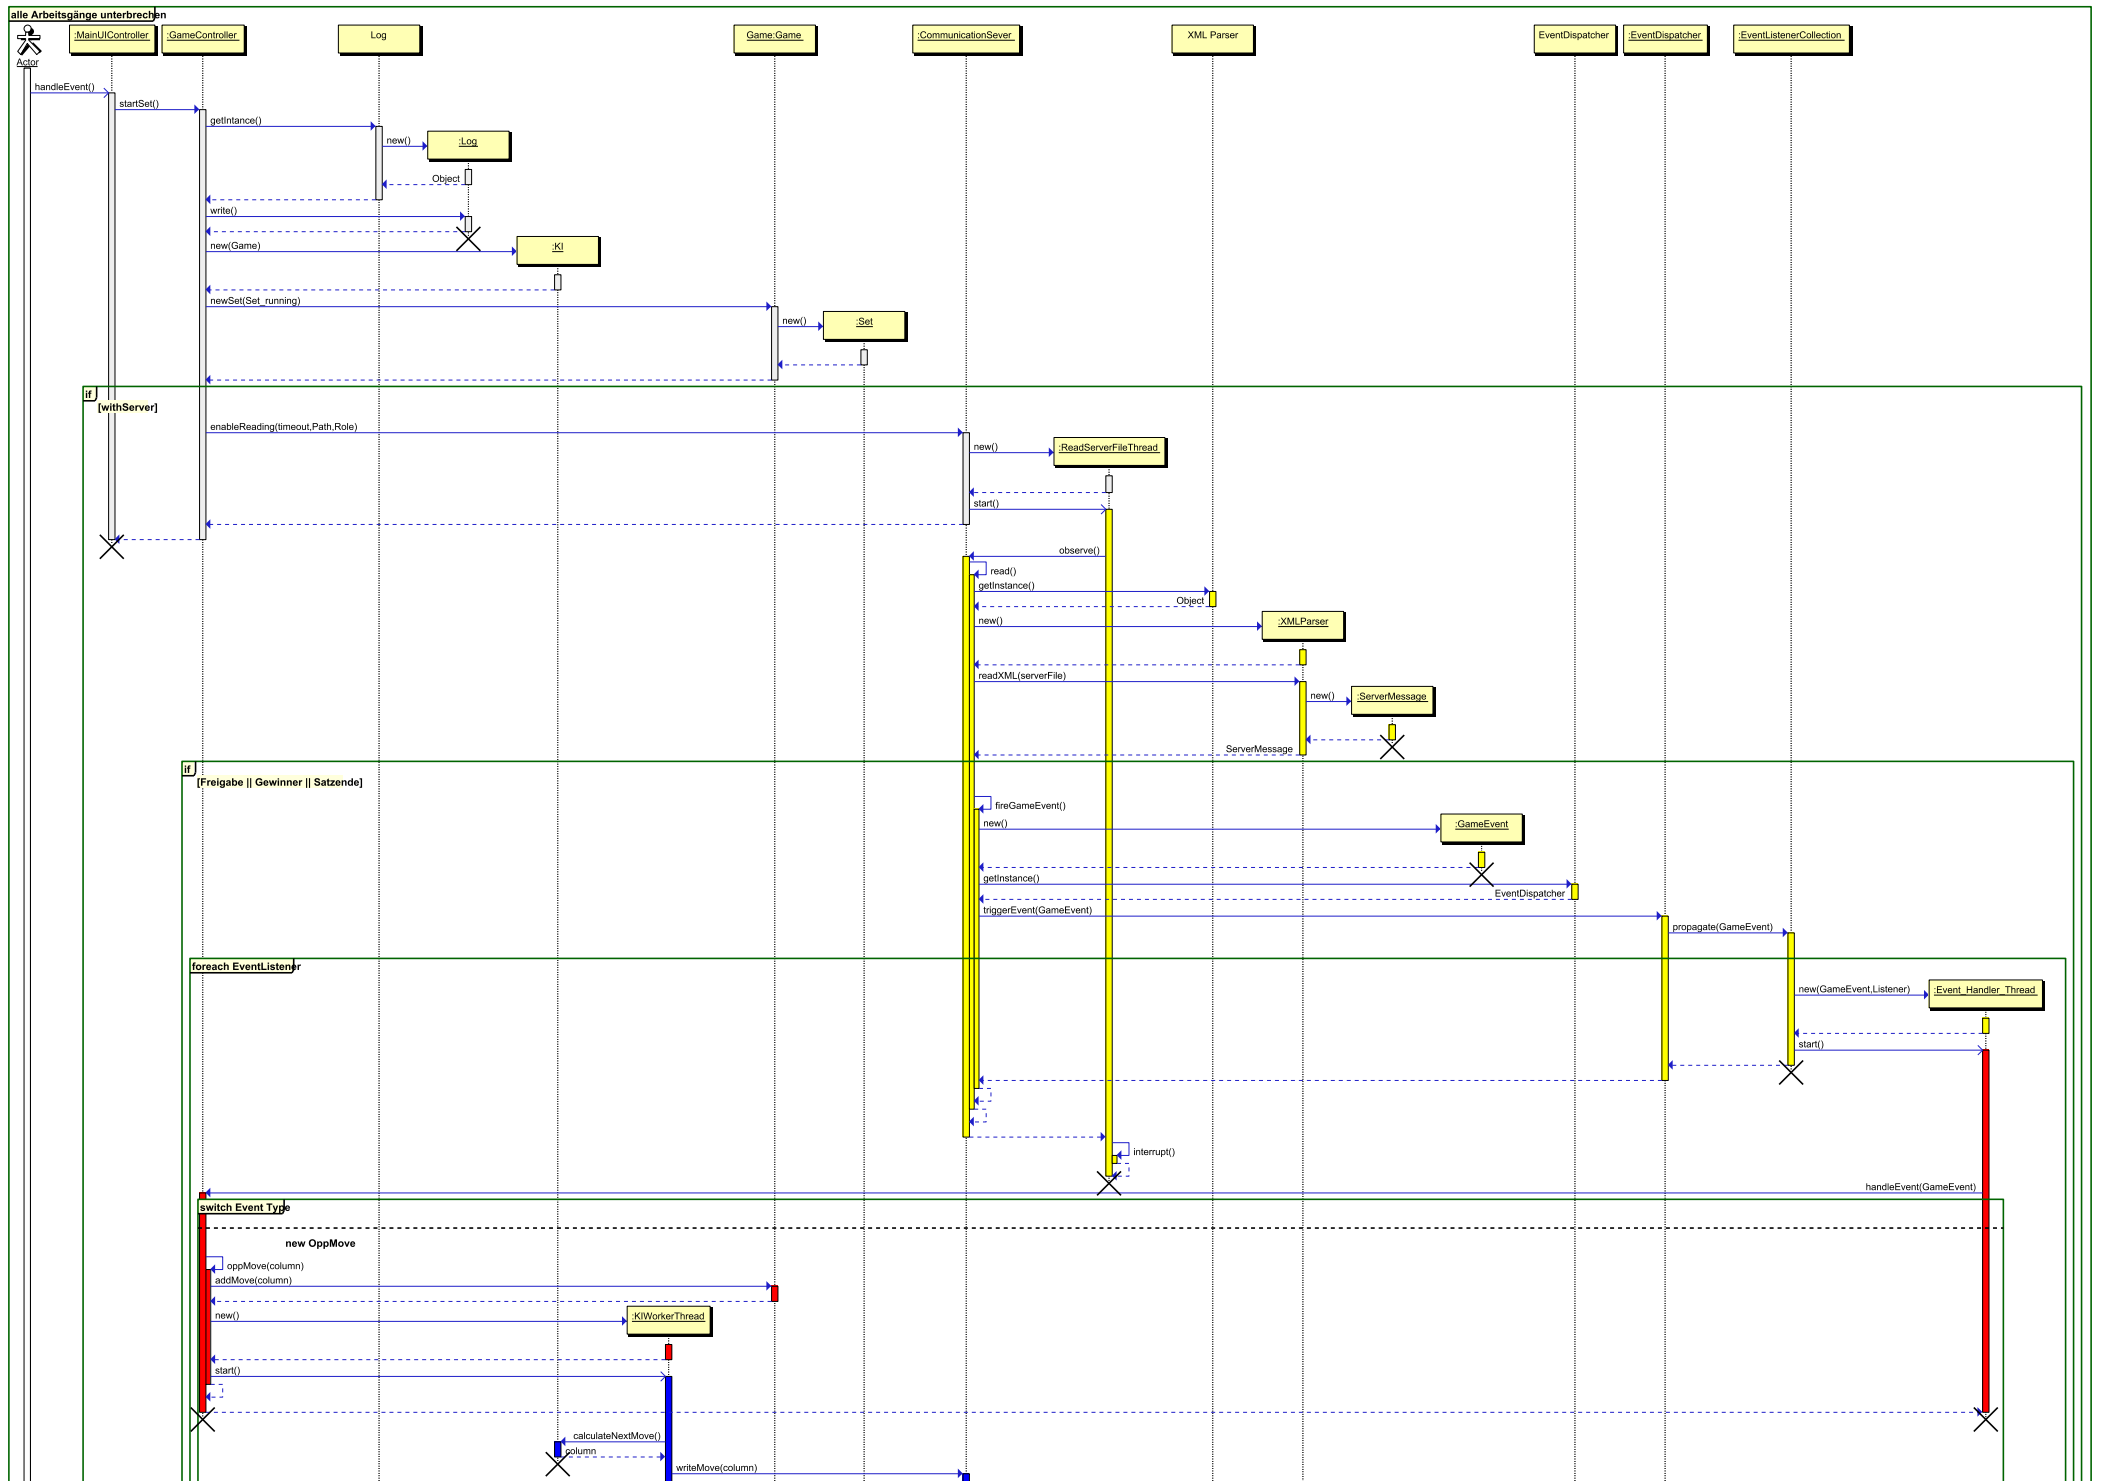 alle Arbeitsgänge unterbrechen
Actor
:MainUIController
:GameController
Log
Game:Game
:CommunicationSever
XML Parser
EventDispatcher
:EventDispatcher
:EventListenerCollection
handleEvent()
startSet()
getIntance()
new()
:Log
Object
write()
new(Game)
:KI
newSet(Set_running)
new()
:Set
if
[withServer]
enableReading(timeout,Path,Role)
new()
:ReadServerFileThread
start()
observe()
read()
getInstance()
Object
new()
:XMLParser
readXML(serverFile)
new()
:ServerMessage
ServerMessage
if
[Freigabe || Gewinner || Satzende]
fireGameEvent()
new()
:GameEvent
getInstance()
EventDispatcher
triggerEvent(GameEvent)
propagate(GameEvent)
foreach EventListener
new(GameEvent,Listener)
:Event_Handler_Thread
start()
interrupt()
handleEvent(GameEvent)
switch Event Type
new OppMove
oppMove(column)
addMove(column)
new()
:KIWorkerThread
start()
calculateNextMove()
column
writeMove(column)